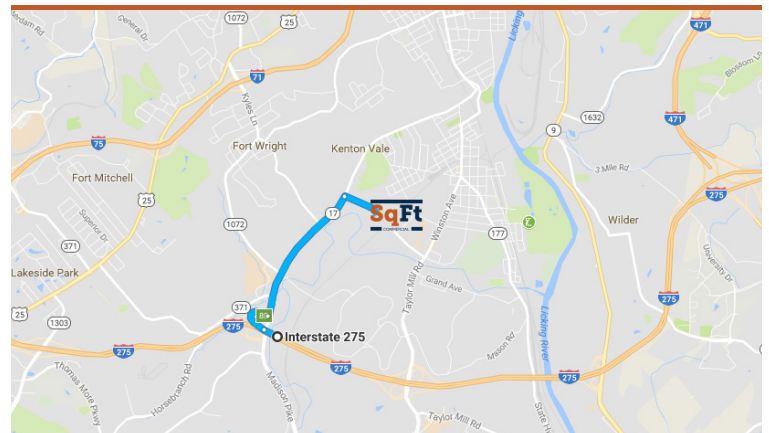 General Dr
1072
25
471
71
Kyles Ln
Licking
9
1632
Blossom Ln
75
Fort Wright
Kenton Vale
471
3 Mile Rd
Fort Mitchell
275
25
Superior Dr
17
SqFt
COMMERCIAL
Winston Ave
Wilder
1072
177
371
Lakeside Park
Taylor Mill Rd
Grand Ave
University Dr
25
371
275
1303
Interstate 275
Licking River
275
275
275
275
Mason Rd
Thomas More Pkwy
Horsebranch Rd
Madison Pike
Taylor Mill Rd
State H